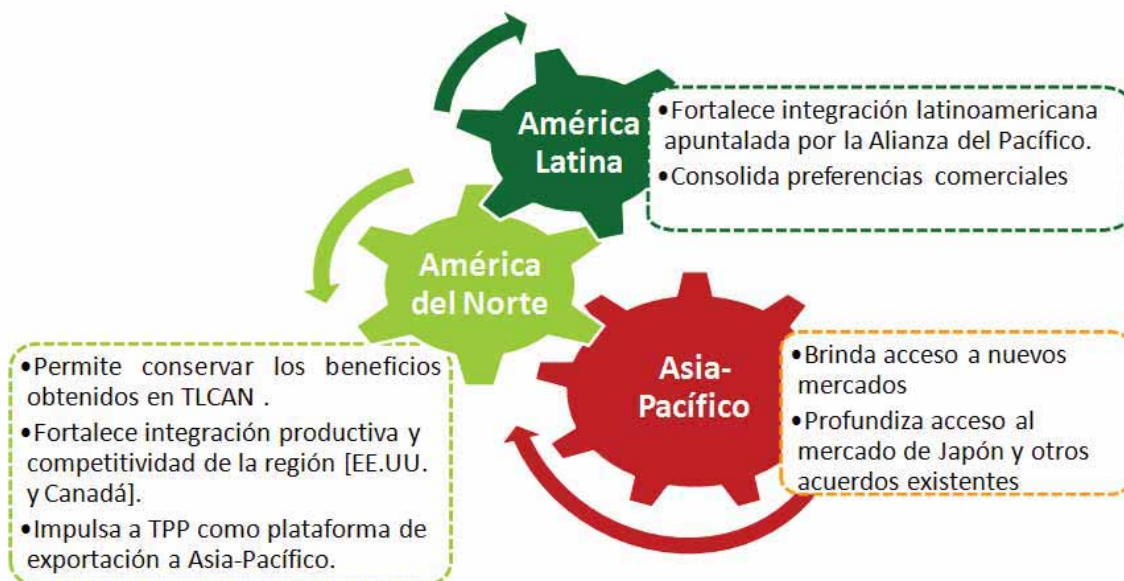 América
Latina
•Fortalece integración latinoamericana
apuntalada por la Alianza del Pacífico.
•Consolida preferencias comerciales
América
del Norte
•Permite conservar los beneficios
obtenidos en TLCAN .
•Fortalece integración productiva y
competitividad de la región [EE.UU.
y Canadá].
•Impulsa a TPP como plataforma de
exportación a Asia-Pacífico.
Asia-
Pacífico
•Brinda acceso a nuevos
mercados
•Profundiza acceso al
mercado de Japón y otros
acuerdos existentes